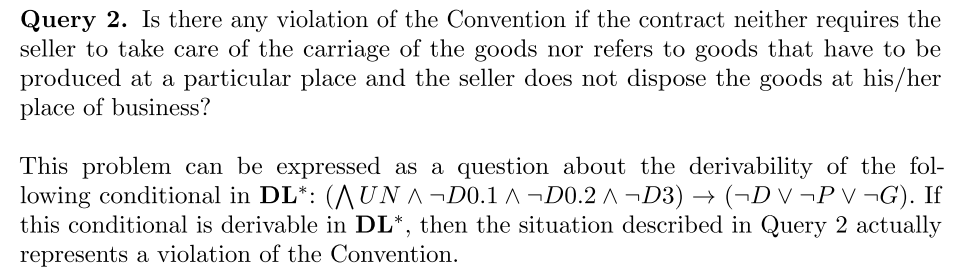 Query 2. Is there any violation of the Convention if the contract neither requires the
seller to take care of the carriage of the goods nor refers to goods that have to be
produced at a particular place and the seller does not dispose the goods at his/her
place of business?
This problem can be expressed as a question about the derivability of the fol-
lowing conditional in DL*: (⋀ UN ∧ ¬D0.1 ∧ ¬D0.2 ∧ ¬D3) → (¬D ∨ ¬P ∨ ¬G). If
this conditional is derivable in DL*, then the situation described in Query 2 actually
represents a violation of the Convention.